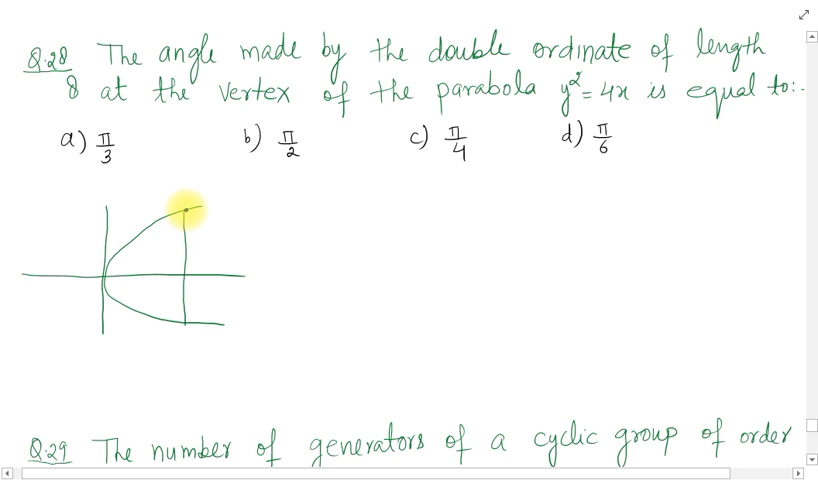 Q.28 The angle made by the double ordinate of length
8 at the vertex of the parabola y² = 4x is equal to:-
a) π/3 b) π/2 c) π/4 d) π/6
Q.29 The number of generators of a cyclic group of order